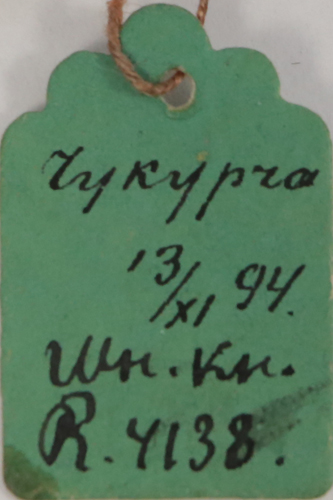 Чукурча
13/XI 94.
Шн. кн.
R. 4138.